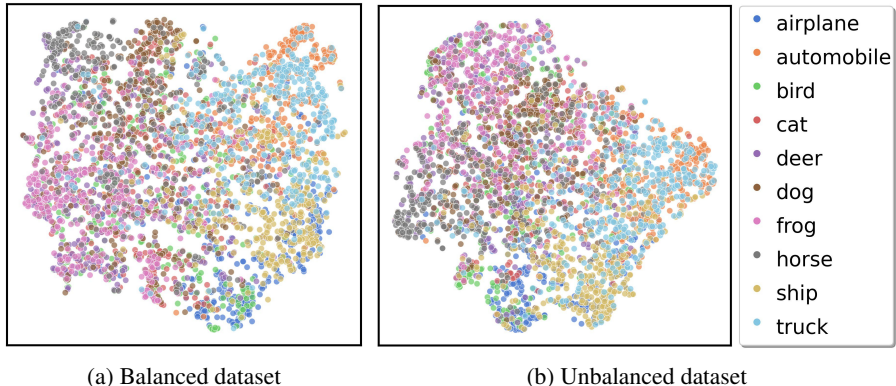 airplane
automobile
bird
cat
deer
dog
frog
horse
ship
truck
(a) Balanced dataset
(b) Unbalanced dataset